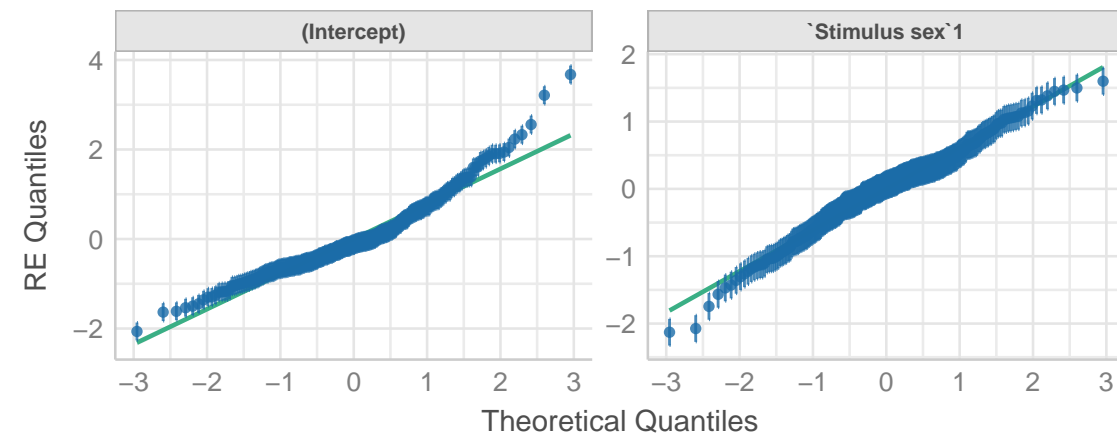 (Intercept)
`Stimulus sex`1
RE Quantiles
4
2
0
−2
2
1
0
−1
−2
−3 −2 −1 0 1 2 3
−3 −2 −1 0 1 2 3
Theoretical Quantiles